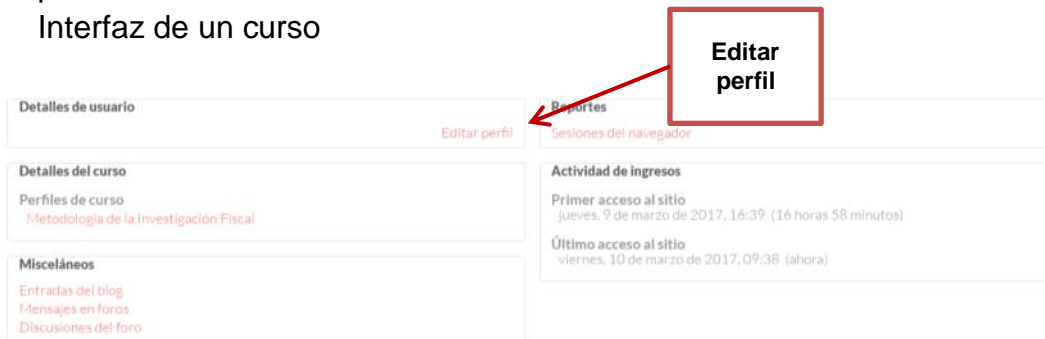 Interfaz de un curso
Editar
perfil
Detalles de usuario
Editar perfil
Reportes
Sesiones del navegador
Detalles del curso
Perfiles de curso
Metodología de la Investigación Fiscal
Actividad de ingresos
Primer acceso al sitio
jueves, 9 de marzo de 2017, 16:39 (16 horas 58 minutos)
Último acceso al sitio
viernes, 10 de marzo de 2017, 09:38 (ahora)
Misceláneos
Entradas del blog
Mensajes en foros
Discusiones del foro